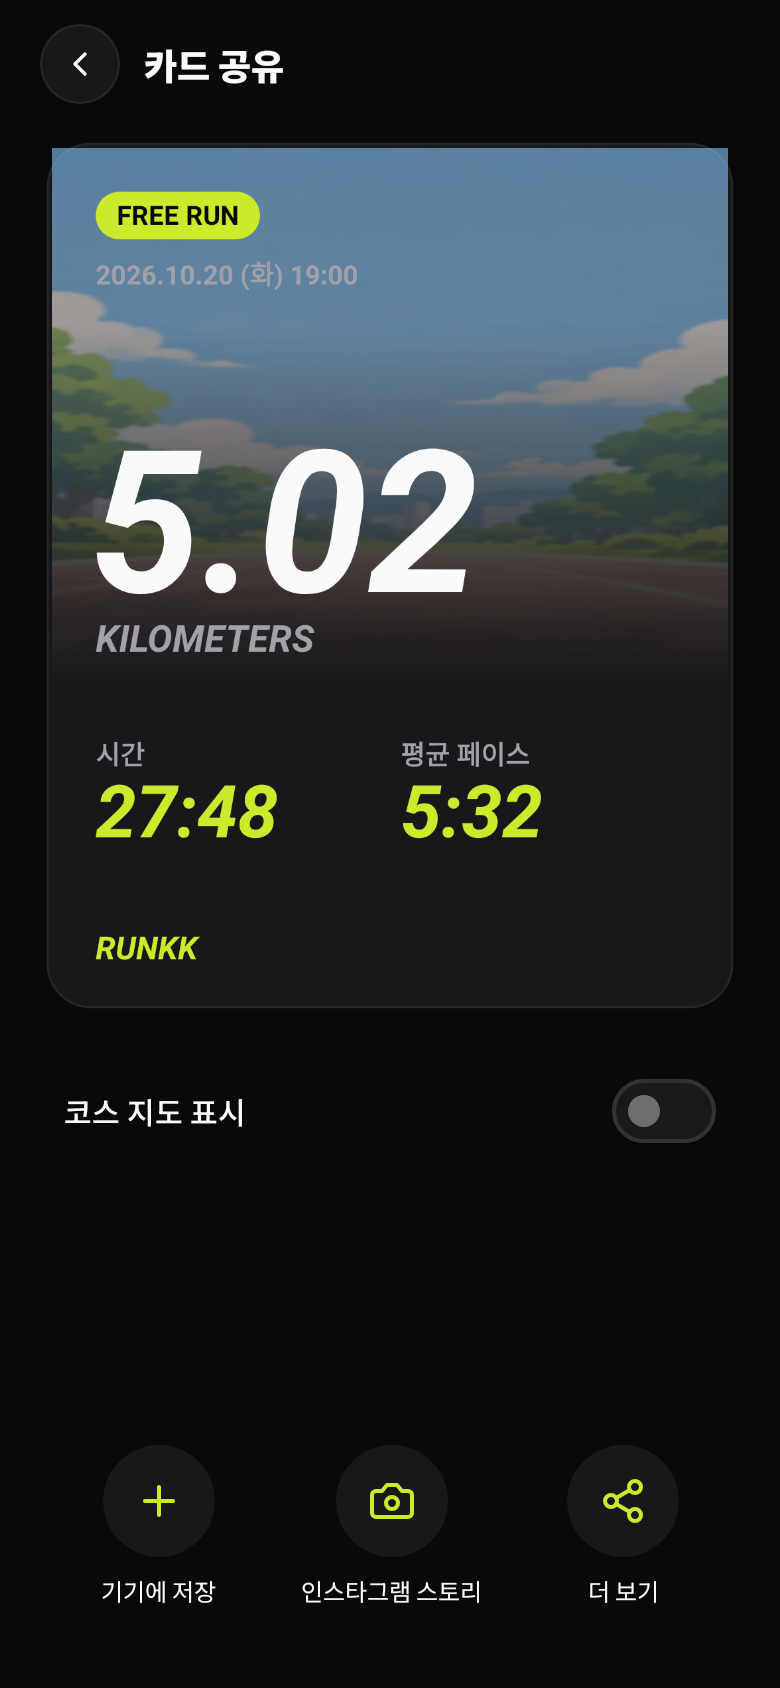 카드 공유
FREE RUN
2026.10.20 (화) 19:00
5.02
KILOMETERS
시간
평균 페이스
27:48
5:32
RUNKK
코스 지도 표시
기기에 저장
인스타그램 스토리
더 보기